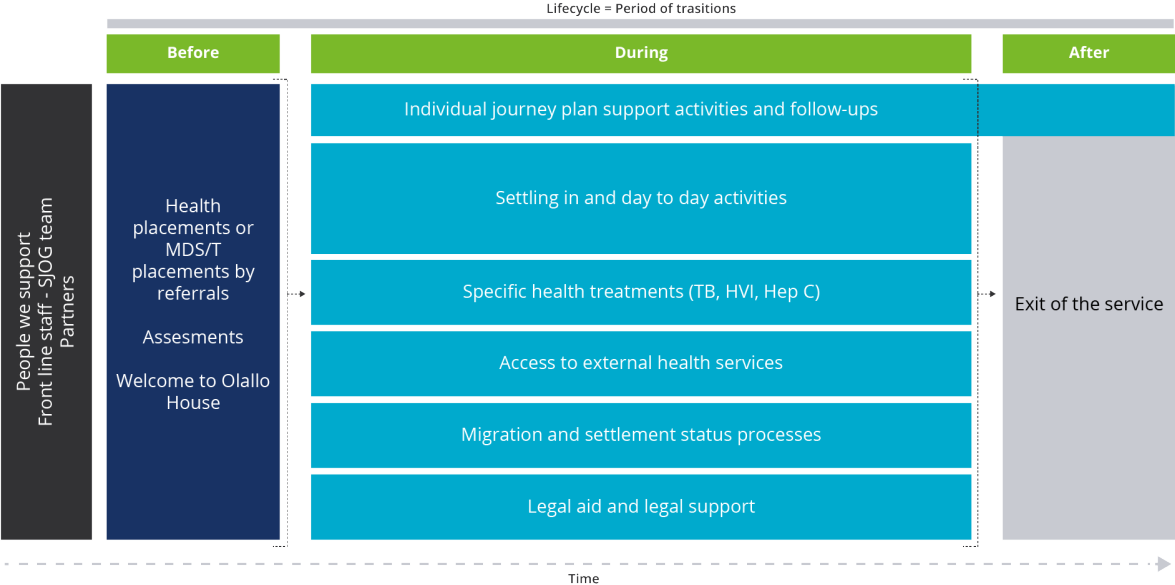 Lifecycle = Period of trasitions
Before
During
After
People we support
Front line staff - SJOG team
Partners
Health
placements or
MDS/T
placements by
referrals
Assesments
Welcome to Olallo
House
Individual journey plan support activities and follow-ups
Settling in and day to day activities
Specific health treatments (TB, HVI, Hep C)
Access to external health services
Migration and settlement status processes
Legal aid and legal support
Exit of the service
Time